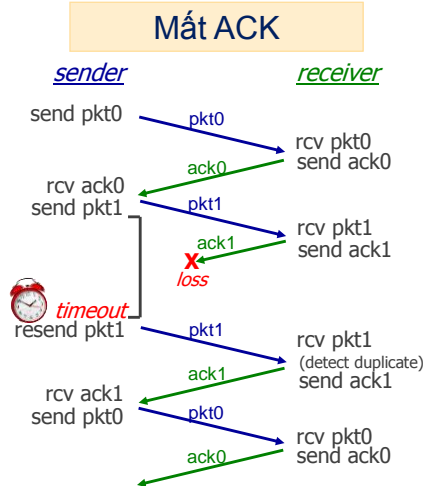 Mất ACK
sender
receiver
send pkt0
pkt0
rcv pkt0
send ack0
ack0
rcv ack0
send pkt1
pkt1
rcv pkt1
send ack1
ack1
X
loss
timeout
resend pkt1
pkt1
rcv pkt1
(detect duplicate)
send ack1
ack1
rcv ack1
send pkt0
pkt0
rcv pkt0
send ack0
ack0